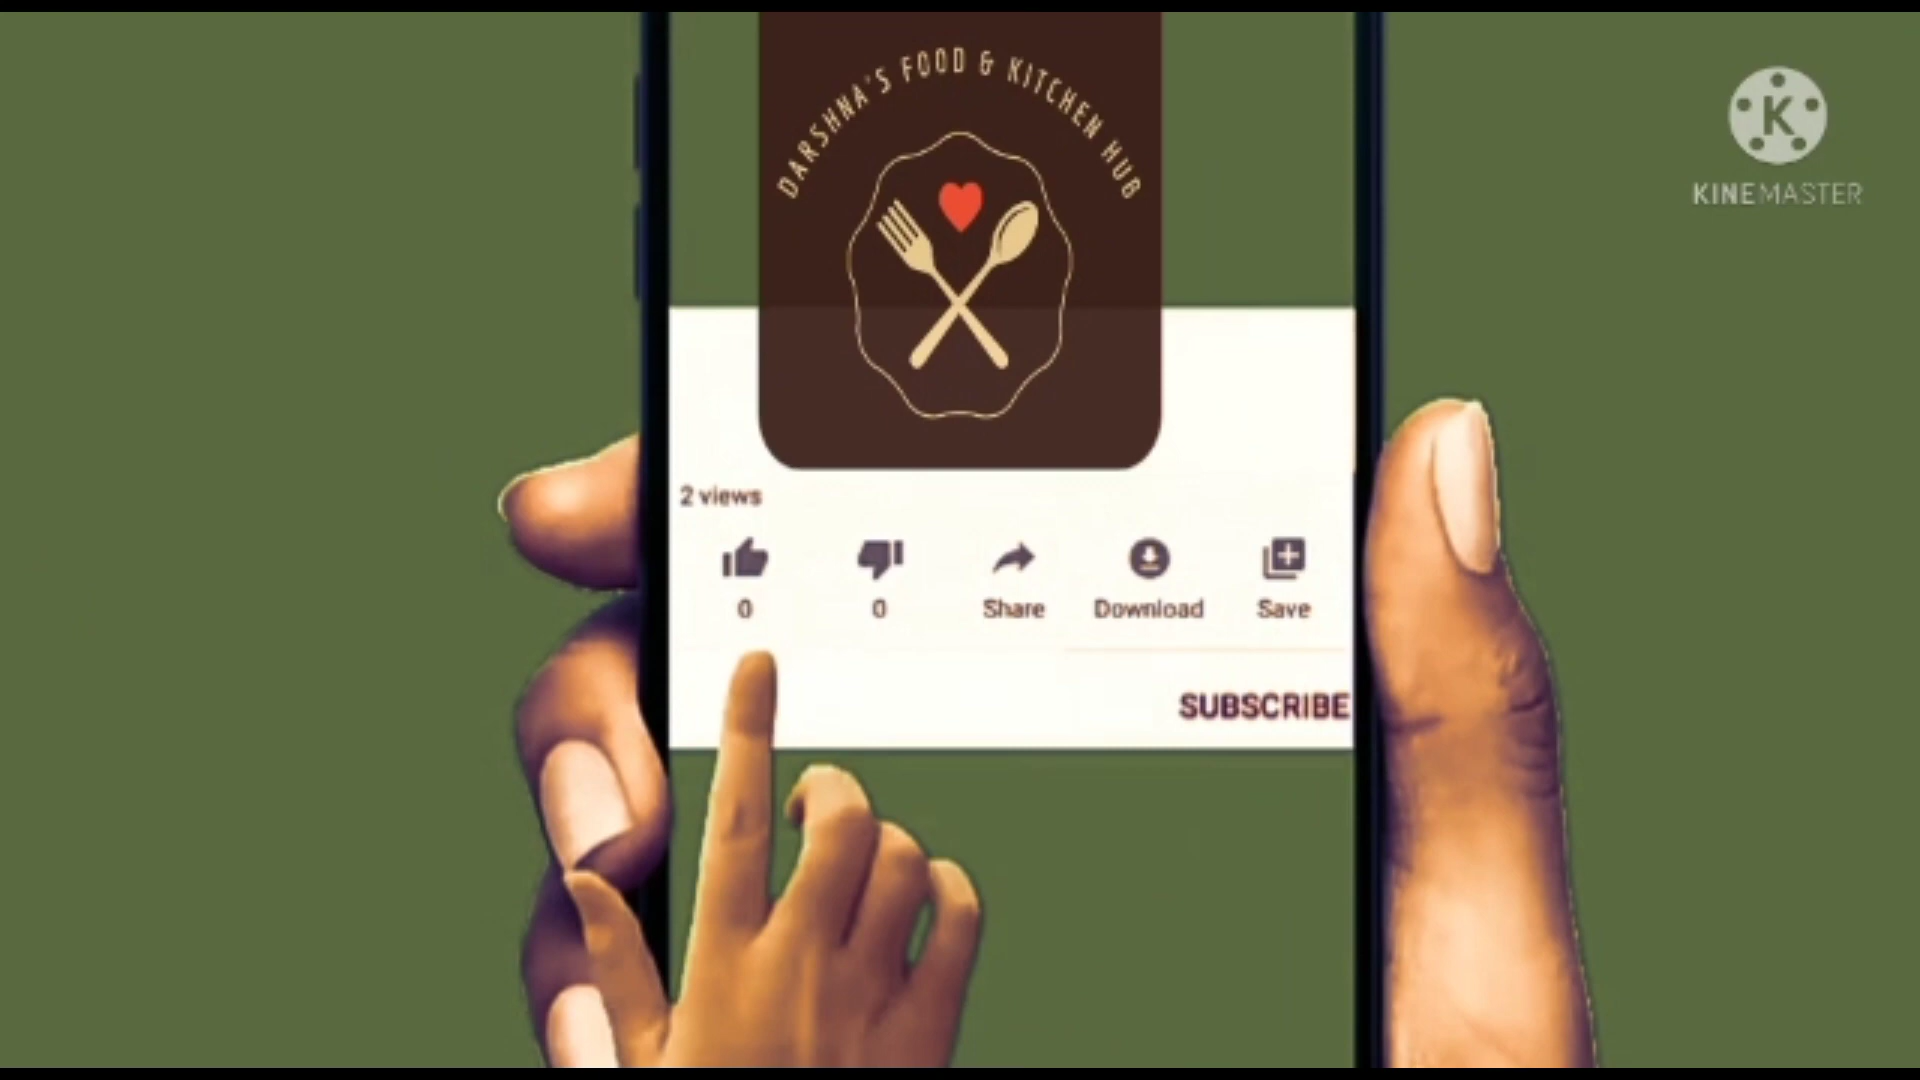 DARSHNA'S FOOD & KITCHEN HUB
K
KINEMASTER
2 views
0
0
Share
Download
Save
SUBSCRIBE